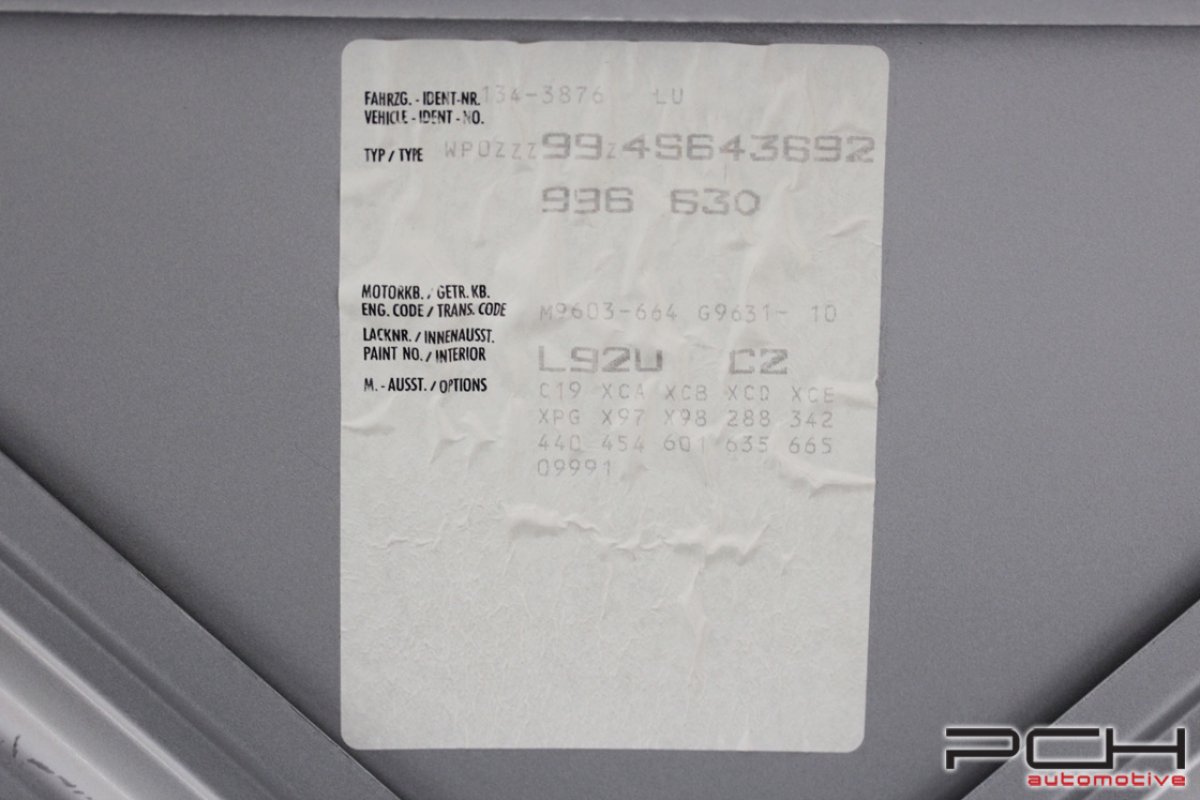 FAHRZG. - IDENT-NR. 134-3876 LU
VEHICLE - IDENT - NO.
TYP / TYPE WP0ZZZ99Z4S643692
996 630
MOTORKB. / GETR. KB.
ENG. CODE / TRANS. CODE M9603-664 G9631- 10
LACKNR. / INNENAUSST.
PAINT NO. / INTERIOR L92U CZ
M. - AUSST. / OPTIONS C19 XCA XCB XCD XCE
XPG X97 X98 288 342
440 454 601 635 665
09991
PCH
automotive